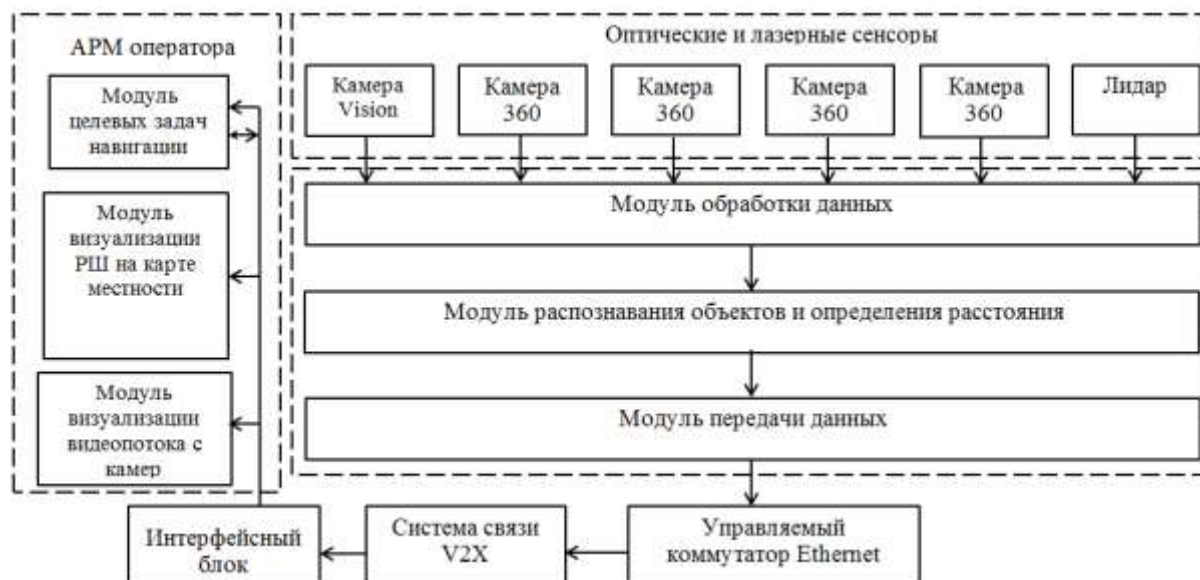 АРМ оператора
Модуль
целевых задач
навигации
Модуль
визуализации
РШ на карте
местности
Модуль
визуализации
видеопотока с
камер
Оптические и лазерные сенсоры
Камера
Vision
Камера
360
Камера
360
Камера
360
Камера
360
Лидар
Модуль обработки данных
Модуль распознавания объектов и определения расстояния
Модуль передачи данных
Интерфейсный
блок
Система связи
V2X
Управляемый
коммутатор Ethernet